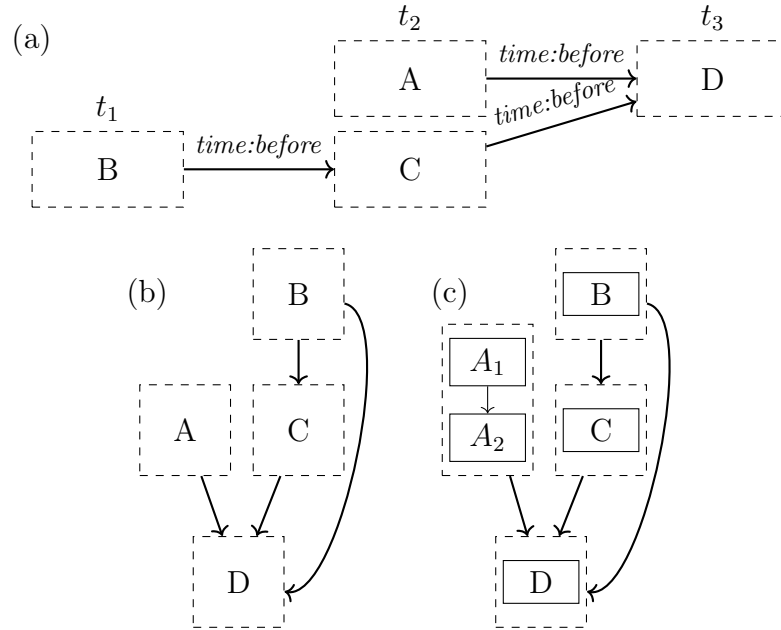 (a)
t₂
t₃
A
time:before
D
t₁
time:before
B
time:before
C
(b)
B
A
C
D
(c)
B
A₁
A₂
C
D